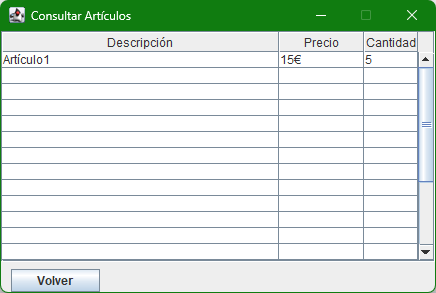 Consultar Artículos
Descripción Precio Cantidad
Artículo1 15€ 5
Volver